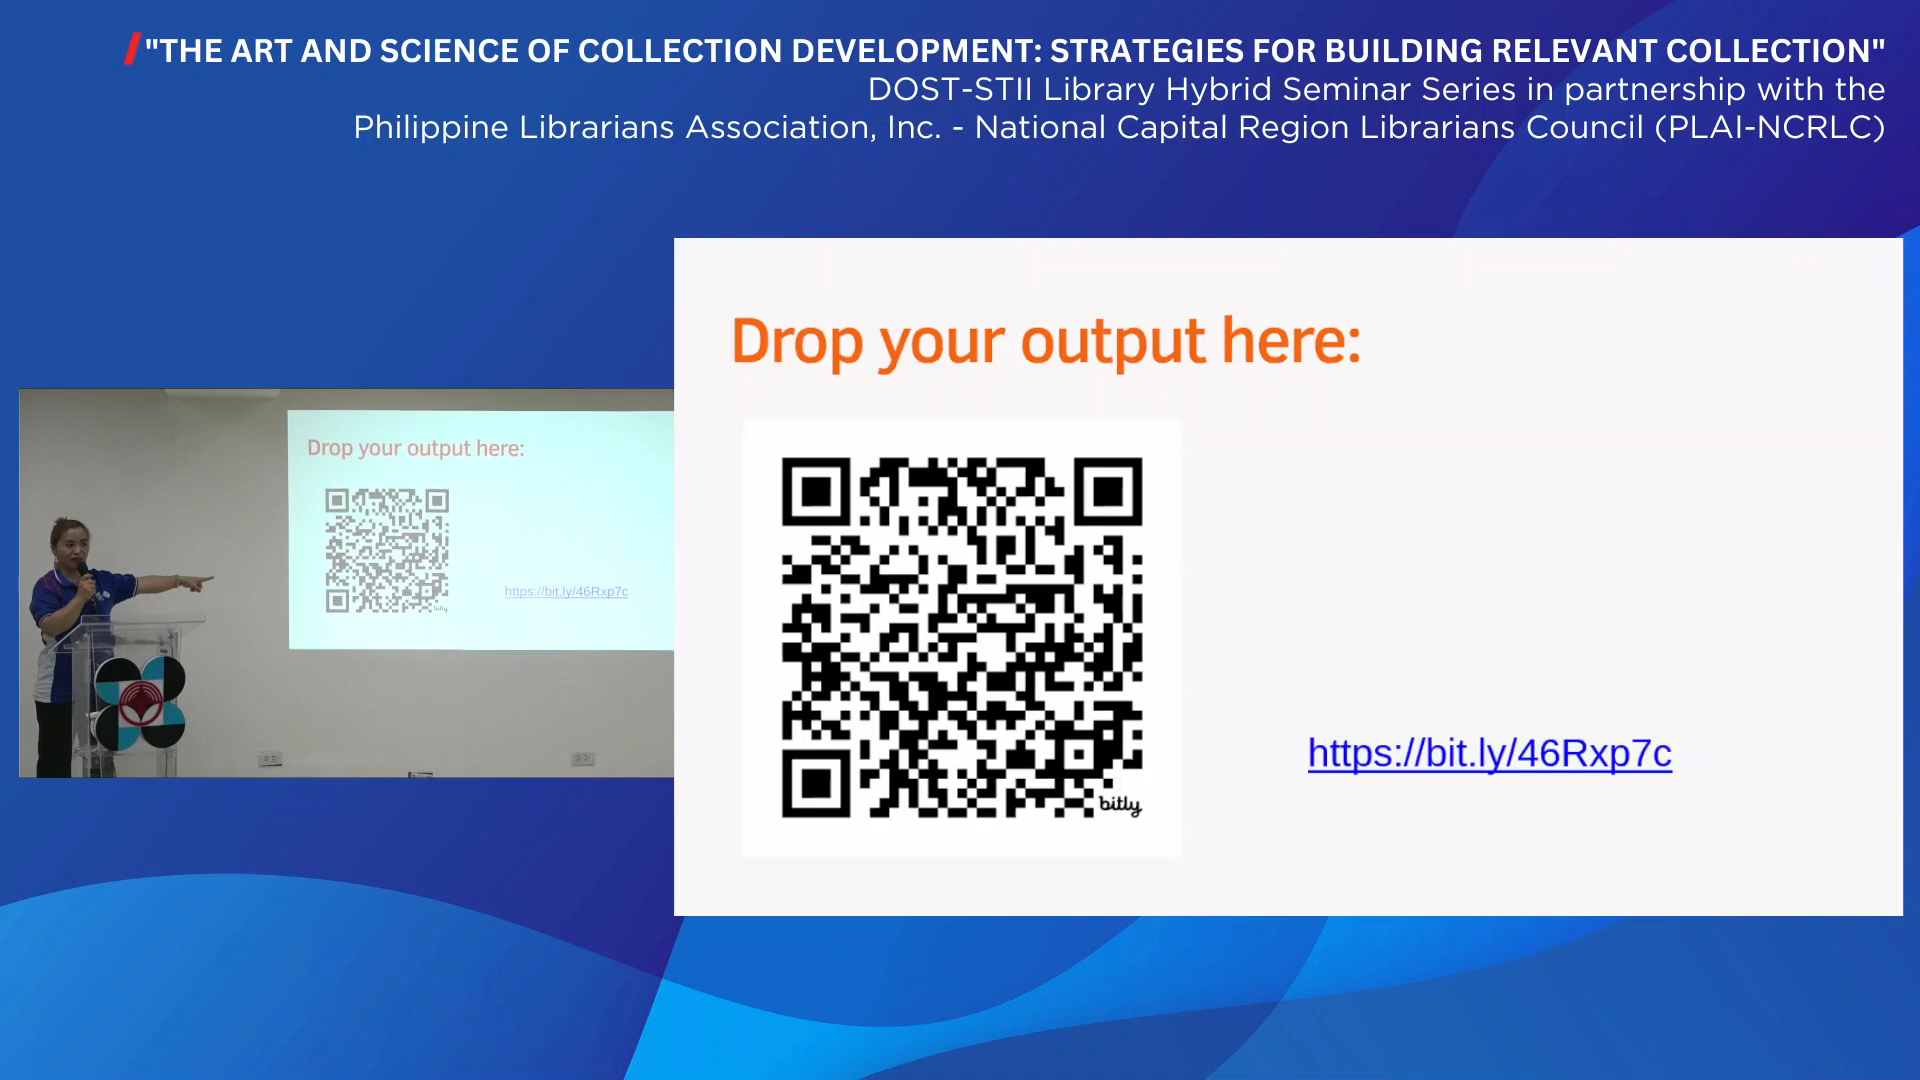 "THE ART AND SCIENCE OF COLLECTION DEVELOPMENT: STRATEGIES FOR BUILDING RELEVANT COLLECTION"
DOST-STII Library Hybrid Seminar Series in partnership with the
Philippine Librarians Association, Inc. - National Capital Region Librarians Council (PLAI-NCRLC)
Drop your output here:
https://bit.ly/46Rxp7c
bitly
Drop your output here:
bitly
https://bit.ly/46Rxp7c